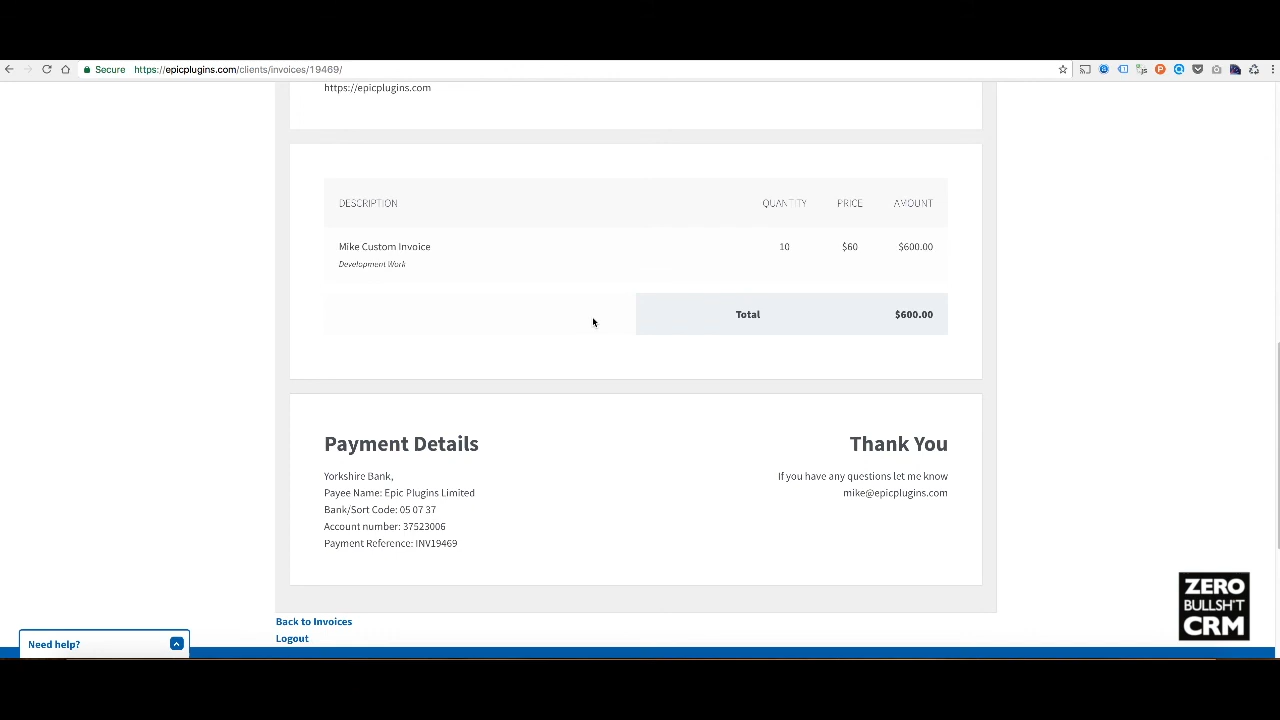 Secure https://epicplugins.com/clients/invoices/19469/
https://epicplugins.com
DESCRIPTION QUANTITY PRICE AMOUNT
Mike Custom Invoice 10 $60 $600.00
Development Work
Total $600.00
Payment Details
Yorkshire Bank,
Payee Name: Epic Plugins Limited
Bank/Sort Code: 05 07 37
Account number: 37523006
Payment Reference: INV19469
Thank You
If you have any questions let me know
mike@epicplugins.com
Back to Invoices
Logout
Need help?
ZERO
BULLSH*T
CRM